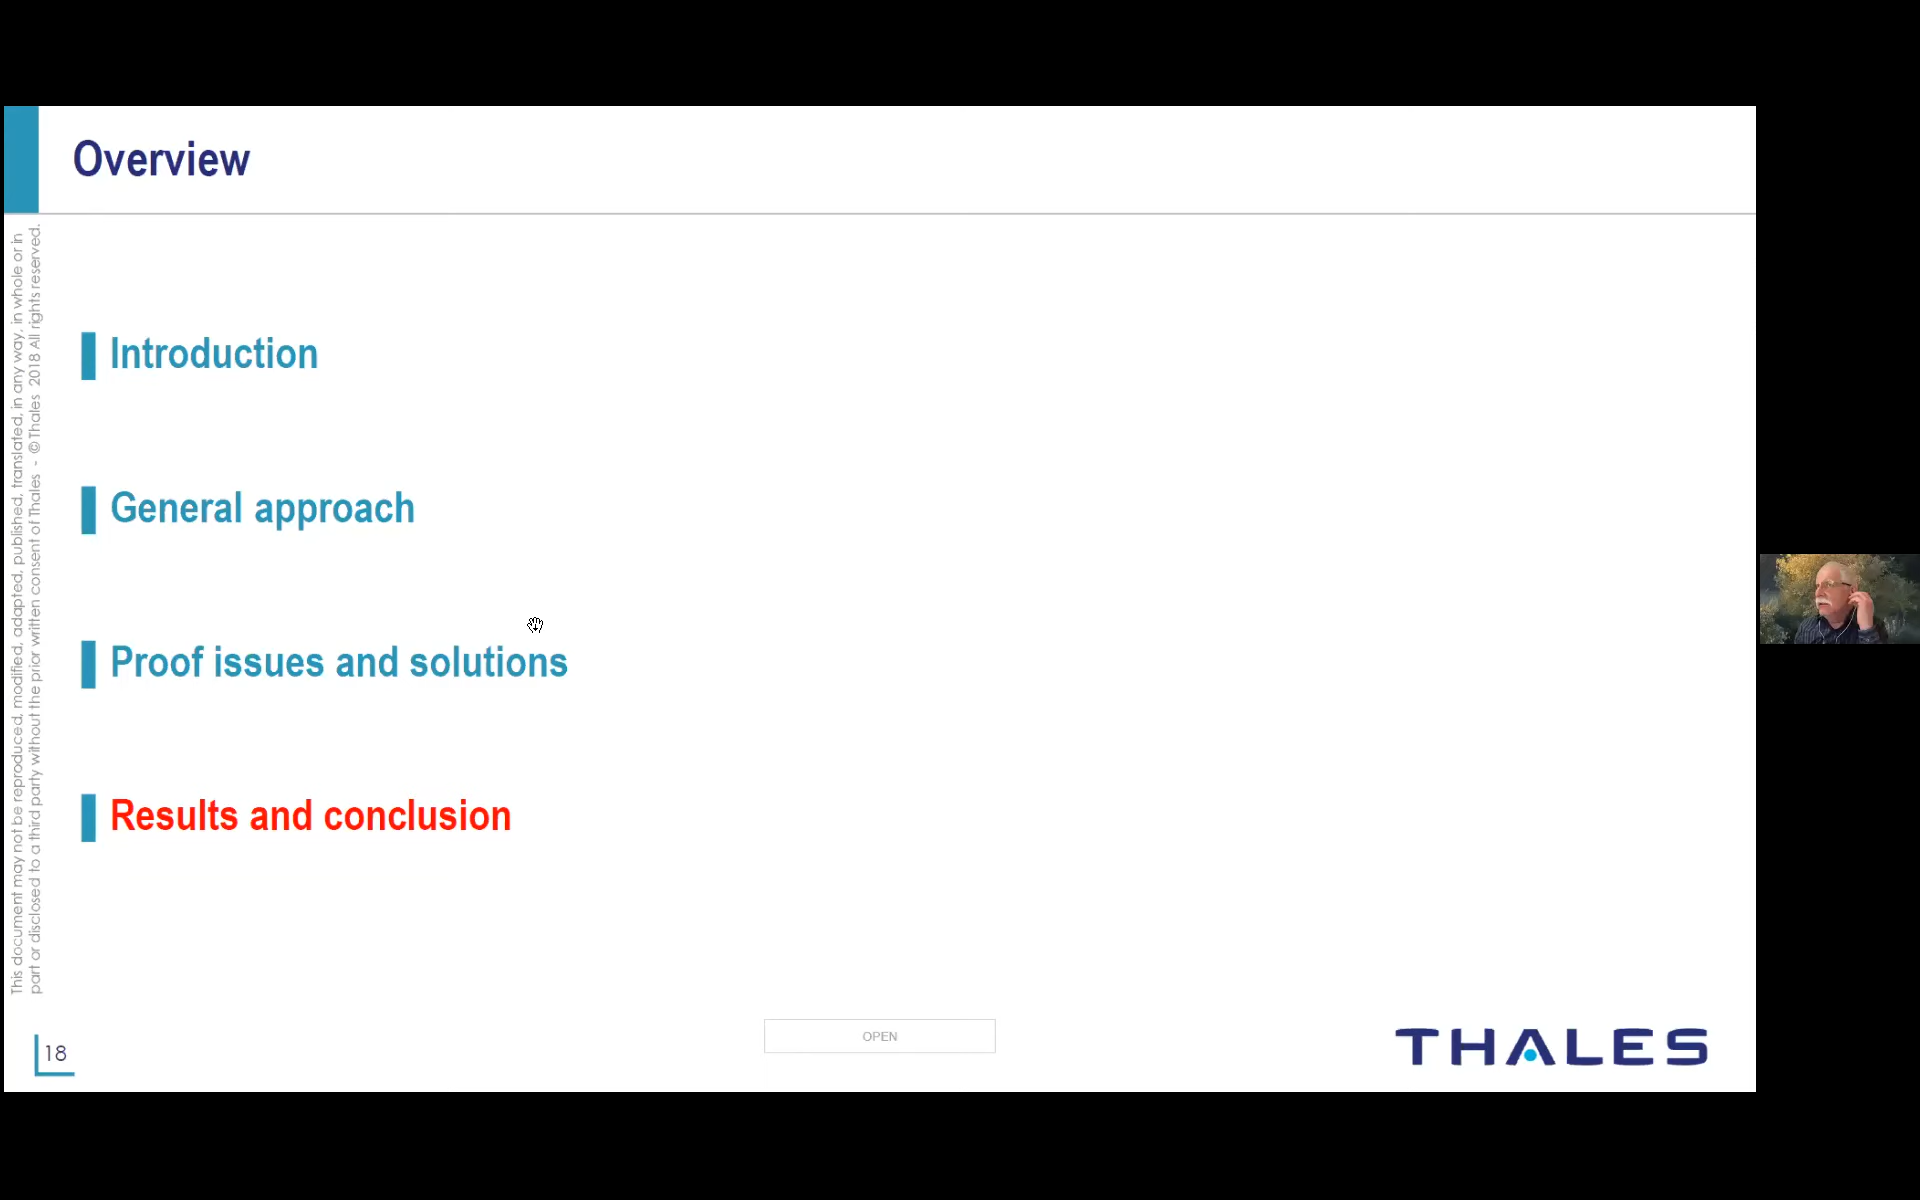 Overview
This document may not be reproduced, modified, adapted, published, translated, in any way, in whole or in
part or disclosed to a third party without the prior written consent of Thales - © Thales 2018 All rights reserved.
Introduction
General approach
Proof issues and solutions
Results and conclusion
18
OPEN
THALES